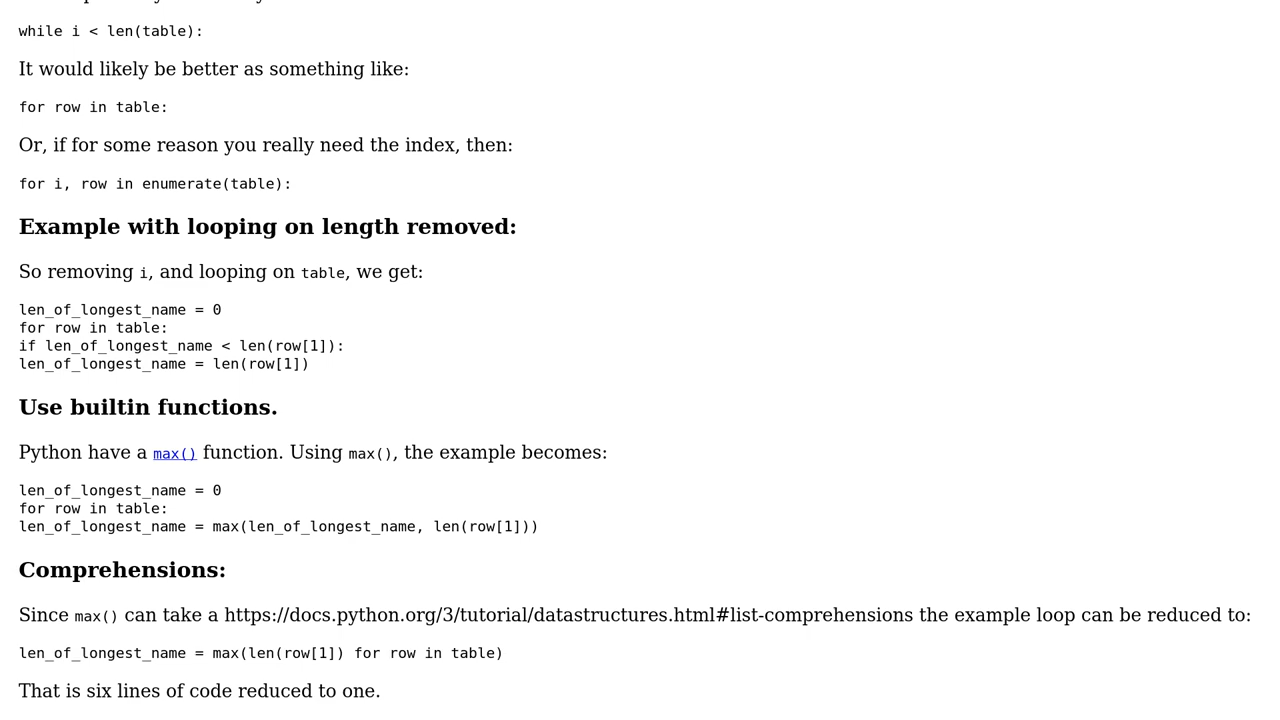 while i < len(table):
It would likely be better as something like:
for row in table:
Or, if for some reason you really need the index, then:
for i, row in enumerate(table):
Example with looping on length removed:
So removing i, and looping on table, we get:
len_of_longest_name = 0
for row in table:
if len_of_longest_name < len(row[1]):
len_of_longest_name = len(row[1])
Use builtin functions.
Python have a max() function. Using max(), the example becomes:
len_of_longest_name = 0
for row in table:
len_of_longest_name = max(len_of_longest_name, len(row[1]))
Comprehensions:
Since max() can take a https://docs.python.org/3/tutorial/datastructures.html#list-comprehensions the example loop can be reduced to:
len_of_longest_name = max(len(row[1]) for row in table)
That is six lines of code reduced to one.